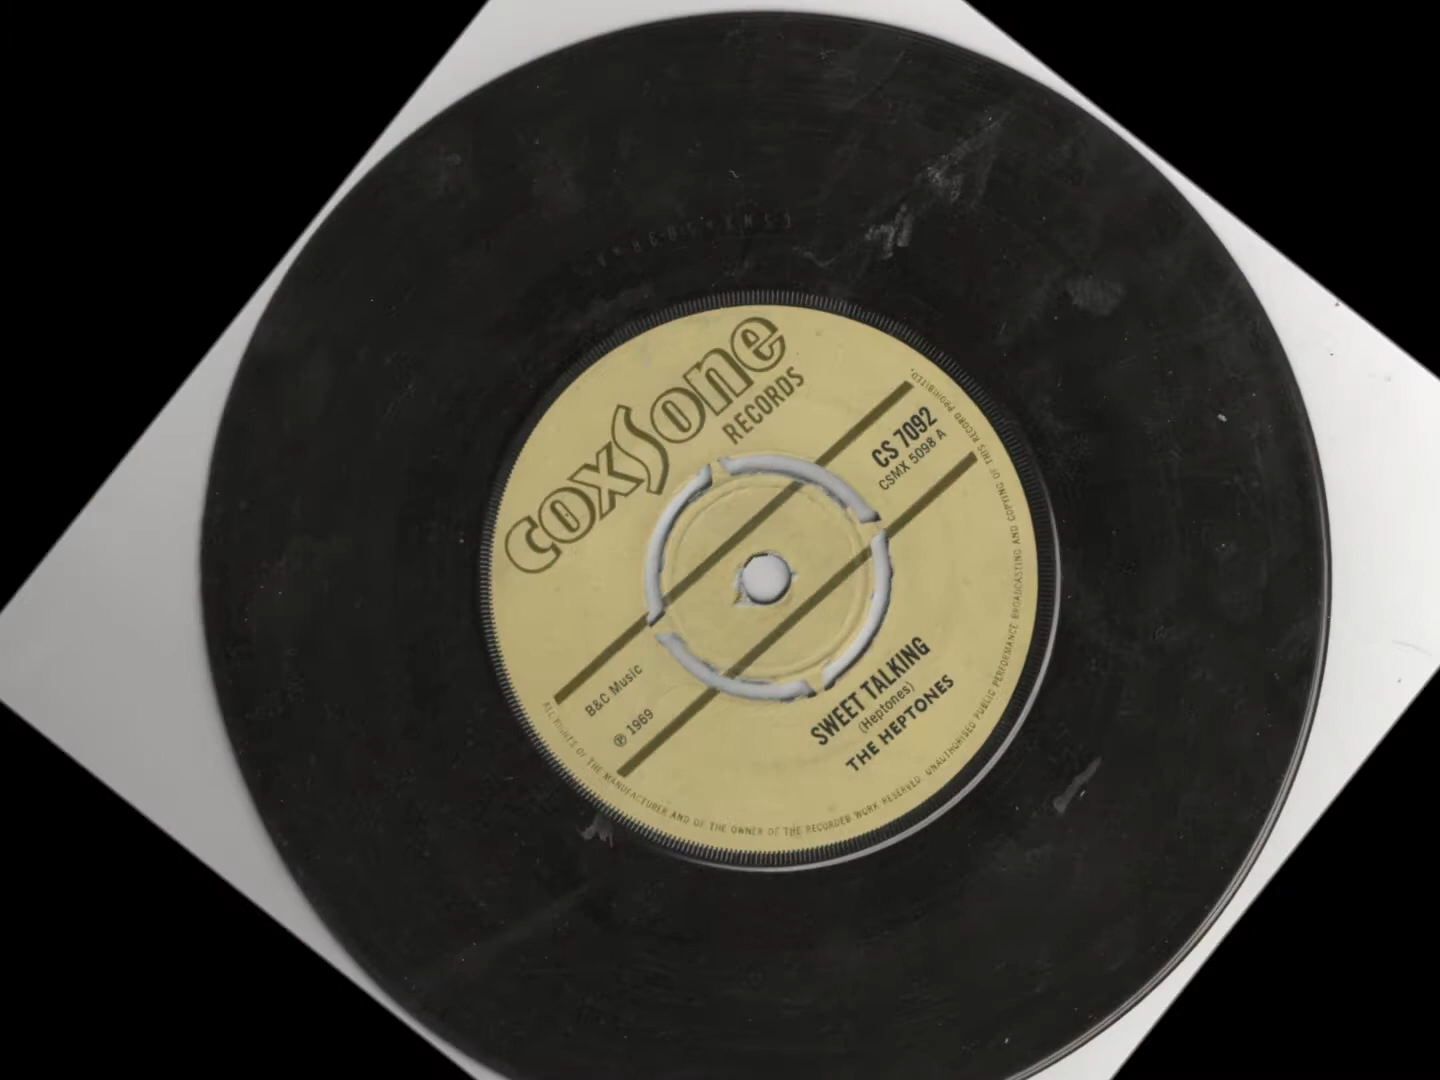 coxsone
RECORDS
CS 7092
CSMX 5098 A
B&C Music
℗ 1969
SWEET TALKING
(Heptones)
THE HEPTONES
ALL RIGHTS OF THE MANUFACTURER AND OF THE OWNER OF THE RECORDED WORK RESERVED. UNAUTHORISED PUBLIC PERFORMANCE BROADCASTING AND COPYING OF THIS RECORD PROHIBITED.